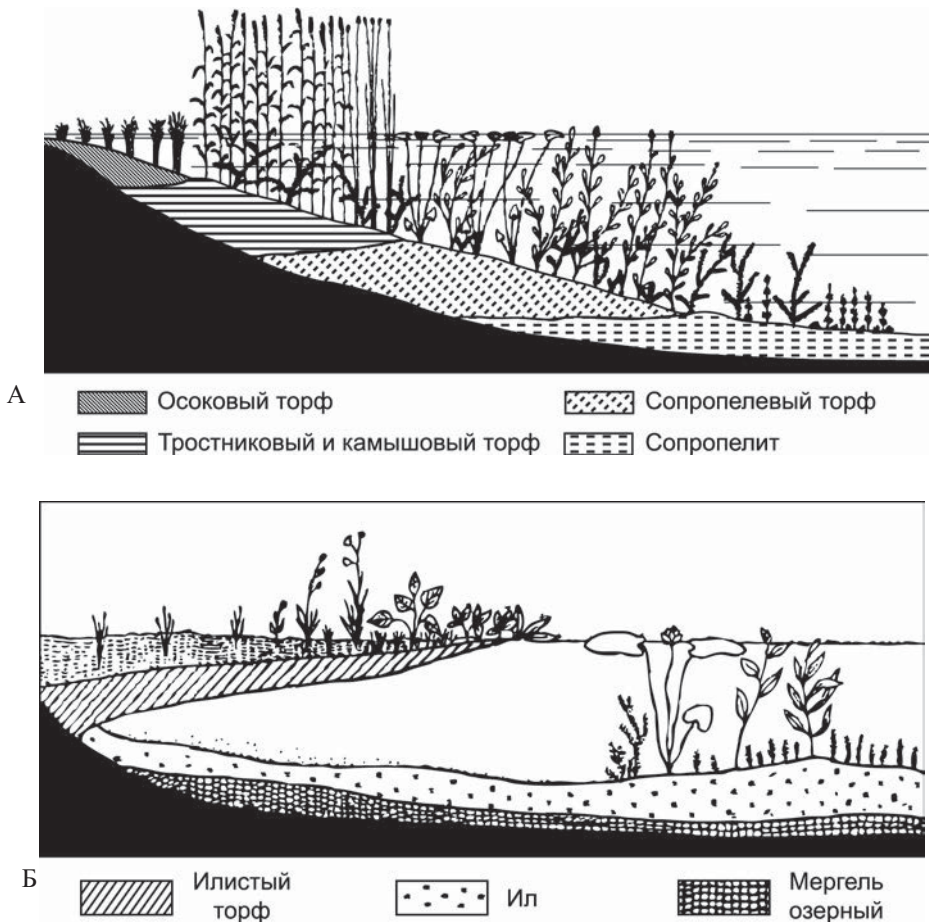 А
Осоковый торф
Сопропелевый торф
Тростниковый и камышовый торф
Сопропелит
Б
Илистый торф
Ил
Мергель озерный